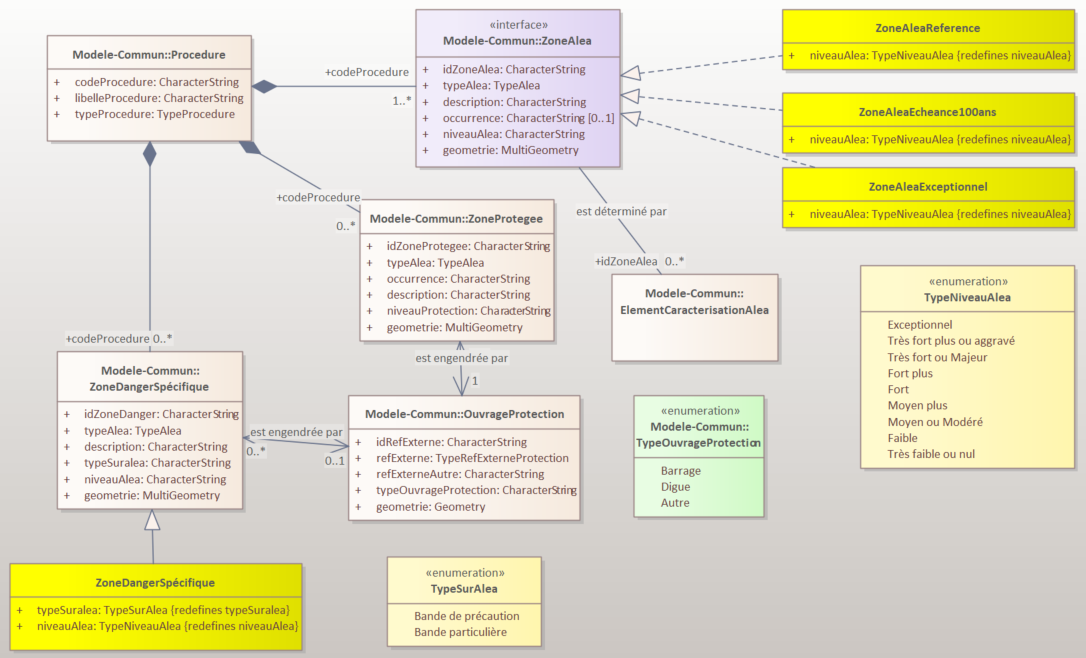 Modele-Commun::Procedure
+ codeProcedure: CharacterString
+ libelleProcedure: CharacterString
+ typeProcedure: TypeProcedure
+codeProcedure
1..*
«interface»
Modele-Commun::ZoneAlea
+ idZoneAlea: CharacterString
+ typeAlea: TypeAlea
+ description: CharacterString
+ occurrence: CharacterString [0..1]
+ niveauAlea: CharacterString
+ geometrie: MultiGeometry
ZoneAleaReference
+ niveauAlea: TypeNiveauAlea {redefines niveauAlea}
ZoneAleaEcheance100ans
+ niveauAlea: TypeNiveauAlea {redefines niveauAlea}
ZoneAleaExceptionnel
+ niveauAlea: TypeNiveauAlea {redefines niveauAlea}
+codeProcedure
0..*
Modele-Commun::ZoneProtegee
+ idZoneProtegee: CharacterString
+ typeAlea: TypeAlea
+ occurrence: CharacterString
+ description: CharacterString
+ niveauProtection: CharacterString
+ geometrie: MultiGeometry
est déterminé par
+idZoneAlea 0..*
Modele-Commun::
ElementCaracterisationAlea
«enumeration»
TypeNiveauAlea
Exceptionnel
Très fort plus ou aggravé
Très fort ou Majeur
Fort plus
Fort
Moyen plus
Moyen ou Modéré
Faible
Très faible ou nul
+codeProcedure 0..*
Modele-Commun::
ZoneDangerSpécifique
+ idZoneDanger: CharacterString
+ typeAlea: TypeAlea
+ description: CharacterString
+ typeSuralea: CharacterString
+ niveauAlea: CharacterString
+ geometrie: MultiGeometry
est engendrée par
1
est engendrée par
0..*
0..1
Modele-Commun::OuvrageProtection
+ idRefExterne: CharacterString
+ refExterne: TypeRefExterneProtection
+ refExterneAutre: CharacterString
+ typeOuvrageProtection: CharacterString
+ geometrie: Geometry
«enumeration»
Modele-Commun::
TypeOuvrageProtection
Barrage
Digue
Autre
ZoneDangerSpécifique
+ typeSuralea: TypeSurAlea {redefines typeSuralea}
+ niveauAlea: TypeNiveauAlea {redefines niveauAlea}
«enumeration»
TypeSurAlea
Bande de précaution
Bande particulière